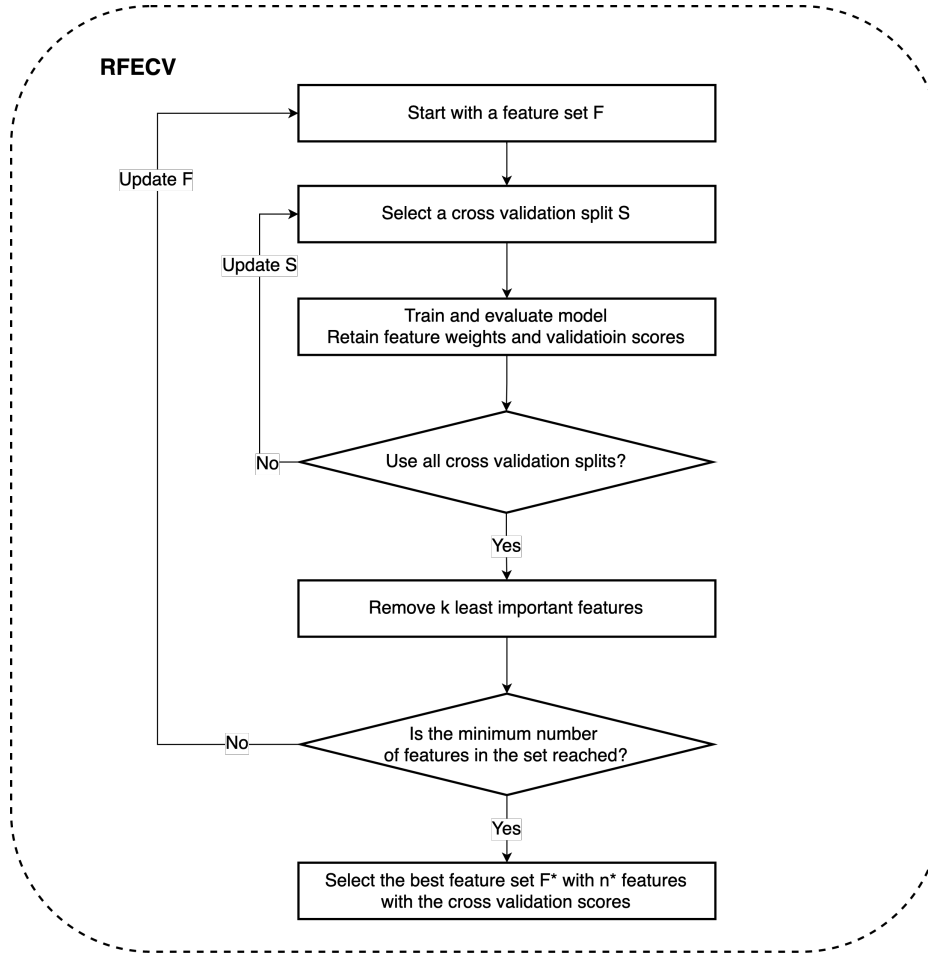 RFECV
Start with a feature set F
Update F
Select a cross validation split S
Update S
Train and evaluate model
Retain feature weights and validatioin scores
Use all cross validation splits?
No
Yes
Remove k least important features
Is the minimum number
of features in the set reached?
No
Yes
Select the best feature set F* with n* features
with the cross validation scores